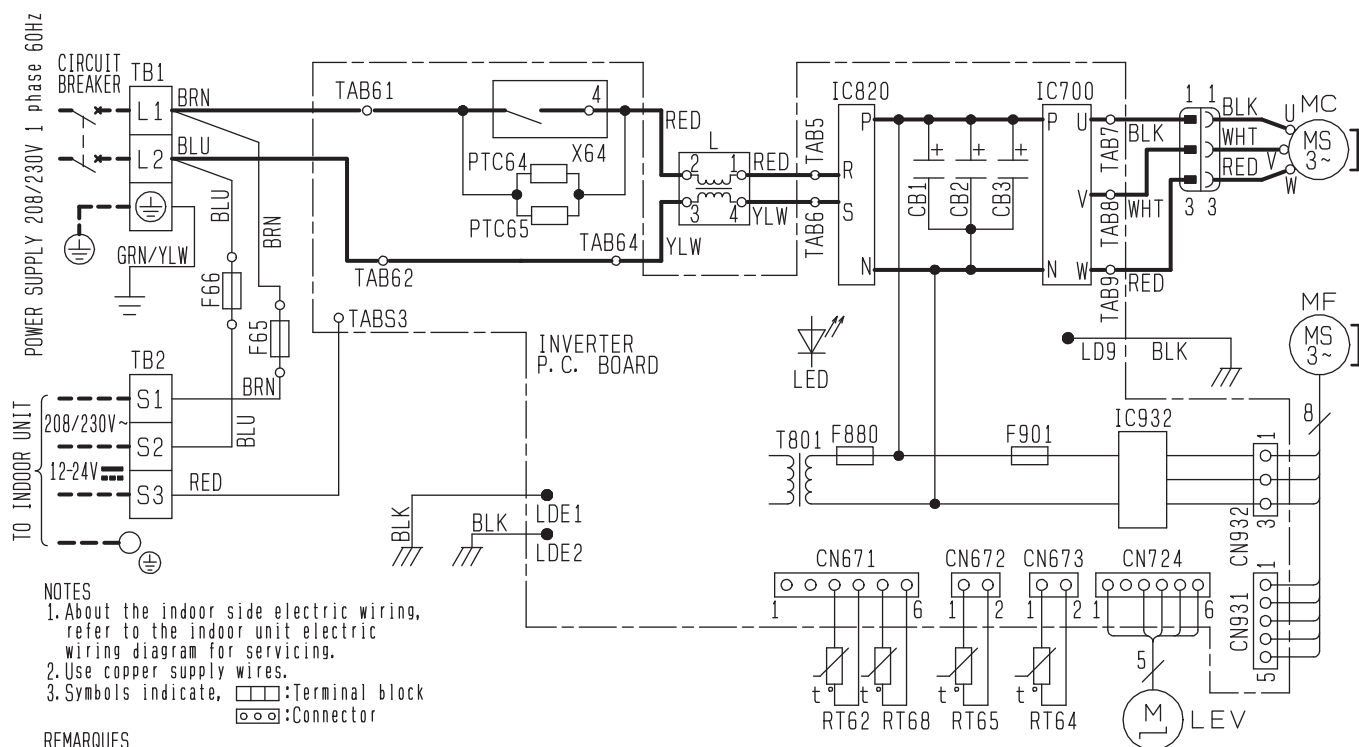 POWER SUPPLY 208/230V 1 phase 60Hz
CIRCUIT
BREAKER
TB1
L1
BRN
L2
BLU
GRN/YLW
BLU
BRN
F66
F65
TB2
S1
BRN
S2
BLU
S3
RED
TO INDOOR UNIT
208/230V~
12-24V
TAB61
TAB62
TAB64
TABS3
4
X64
PTC64
PTC65
RED
YLW
L
2 1
3 4
RED
YLW
TAB5
TAB6
IC820
P
R
S
N
CB1
+
CB2
+
CB3
+
IC700
P
U
V
N
W
TAB7
TAB8
TAB9
BLK
WHT
RED
1 1
3 3
BLK
WHT
RED
U
V
W
MC
MS
3~
INVERTER
P.C. BOARD
LED
LD9
BLK
MF
MS
3~
8
T801
F880
F901
IC932
1
3
CN932
1
5
CN931
BLK
BLK
LDE1
LDE2
CN671
1
6
CN672
1
2
CN673
1
2
CN724
1
6
t°
t°
t°
t°
RT62
RT68
RT65
RT64
5
M
LEV
NOTES
1. About the indoor side electric wiring,
refer to the indoor unit electric
wiring diagram for servicing.
2. Use copper supply wires.
3. Symbols indicate,
:Terminal block
:Connector
REMARQUES